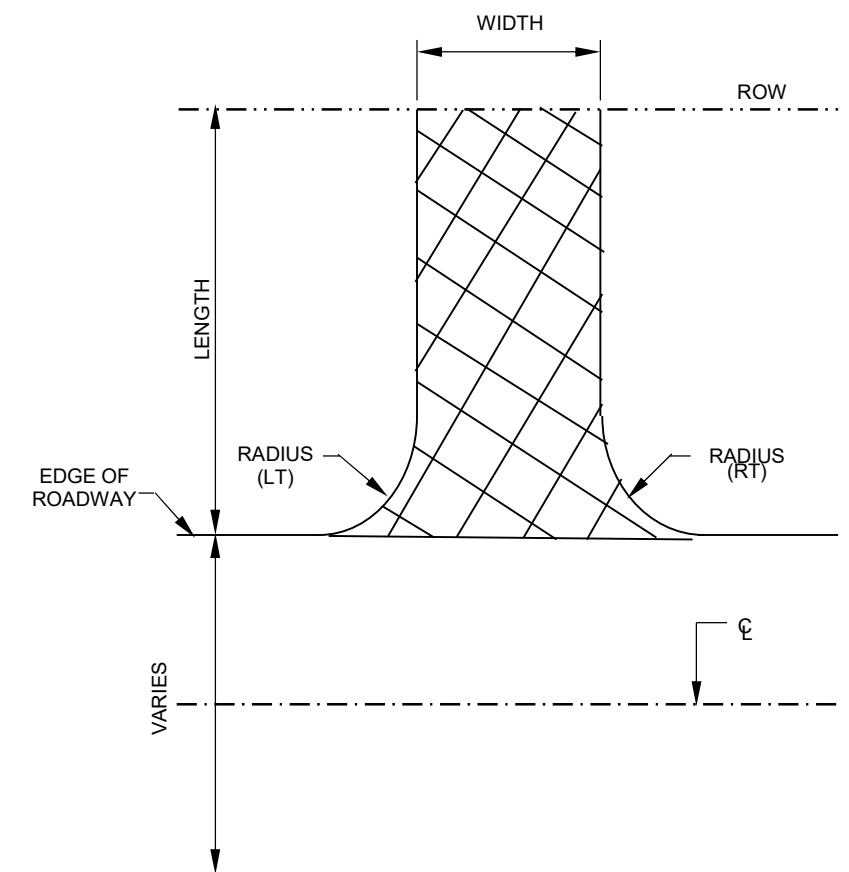 WIDTH
ROW
LENGTH
RADIUS
(LT)
RADIUS
(RT)
EDGE OF
ROADWAY
℄
VARIES